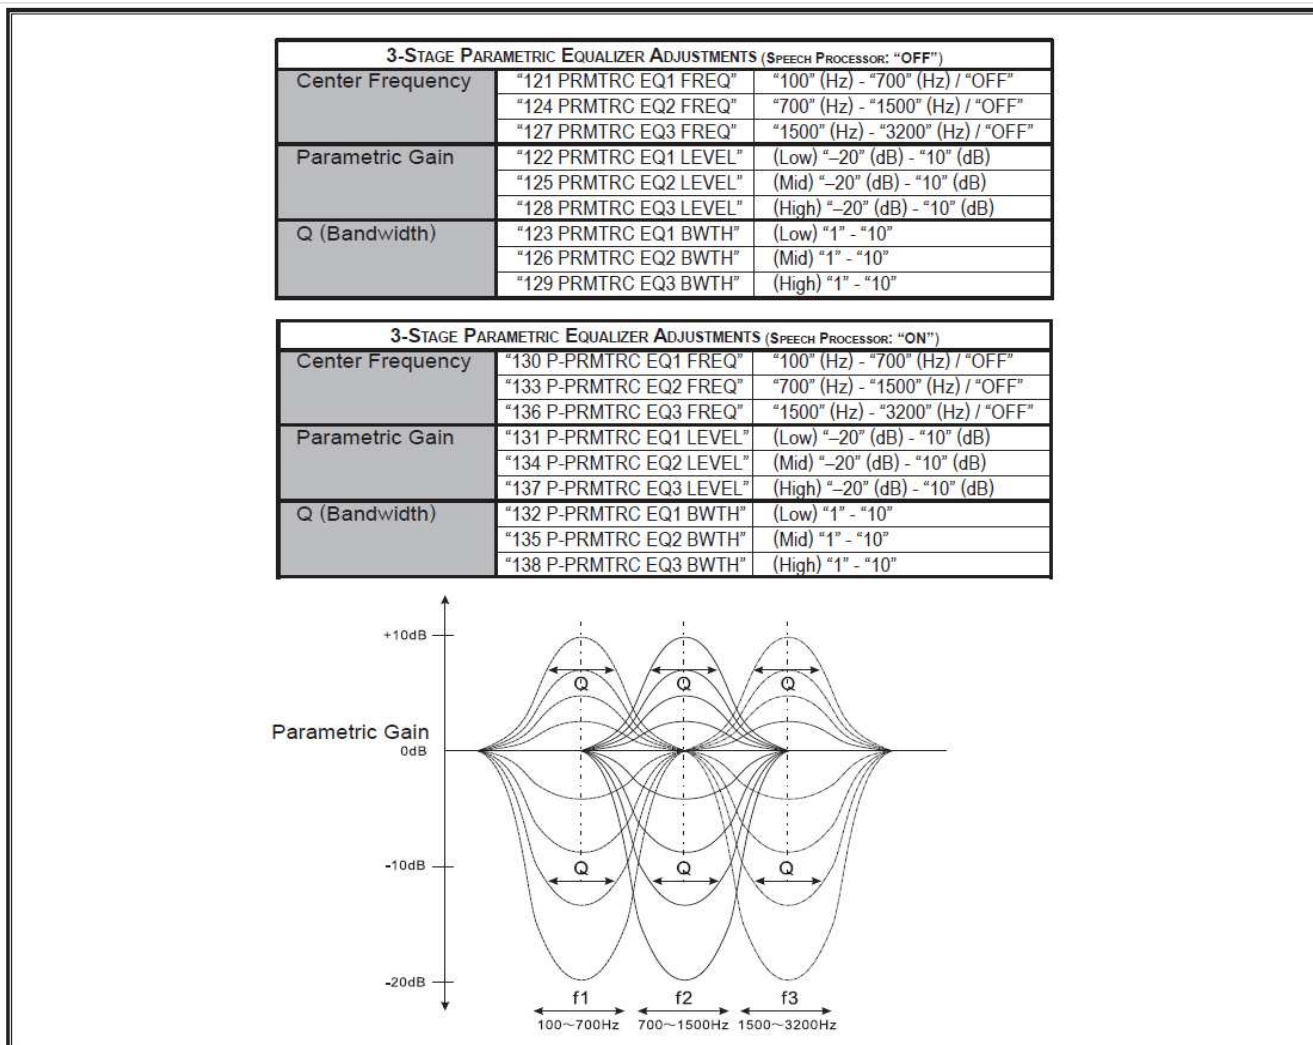 3-STAGE PARAMETRIC EQUALIZER ADJUSTMENTS (SPEECH PROCESSOR: “OFF”)
Center Frequency “121 PRMTRC EQ1 FREQ” “100” (Hz) - “700” (Hz) / “OFF”
“124 PRMTRC EQ2 FREQ” “700” (Hz) - “1500” (Hz) / “OFF”
“127 PRMTRC EQ3 FREQ” “1500” (Hz) - “3200” (Hz) / “OFF”
Parametric Gain “122 PRMTRC EQ1 LEVEL” (Low) “–20” (dB) - “10” (dB)
“125 PRMTRC EQ2 LEVEL” (Mid) “–20” (dB) - “10” (dB)
“128 PRMTRC EQ3 LEVEL” (High) “–20” (dB) - “10” (dB)
Q (Bandwidth) “123 PRMTRC EQ1 BWTH” (Low) “1” - “10”
“126 PRMTRC EQ2 BWTH” (Mid) “1” - “10”
“129 PRMTRC EQ3 BWTH” (High) “1” - “10”
3-STAGE PARAMETRIC EQUALIZER ADJUSTMENTS (SPEECH PROCESSOR: “ON”)
Center Frequency “130 P-PRMTRC EQ1 FREQ” “100” (Hz) - “700” (Hz) / “OFF”
“133 P-PRMTRC EQ2 FREQ” “700” (Hz) - “1500” (Hz) / “OFF”
“136 P-PRMTRC EQ3 FREQ” “1500” (Hz) - “3200” (Hz) / “OFF”
Parametric Gain “131 P-PRMTRC EQ1 LEVEL” (Low) “–20” (dB) - “10” (dB)
“134 P-PRMTRC EQ2 LEVEL” (Mid) “–20” (dB) - “10” (dB)
“137 P-PRMTRC EQ3 LEVEL” (High) “–20” (dB) - “10” (dB)
Q (Bandwidth) “132 P-PRMTRC EQ1 BWTH” (Low) “1” - “10”
“135 P-PRMTRC EQ2 BWTH” (Mid) “1” - “10”
“138 P-PRMTRC EQ3 BWTH” (High) “1” - “10”
+10dB
Q Q Q
Parametric Gain
0dB
-10dB
Q Q Q
-20dB
f1 f2 f3
100～700Hz 700～1500Hz 1500～3200Hz